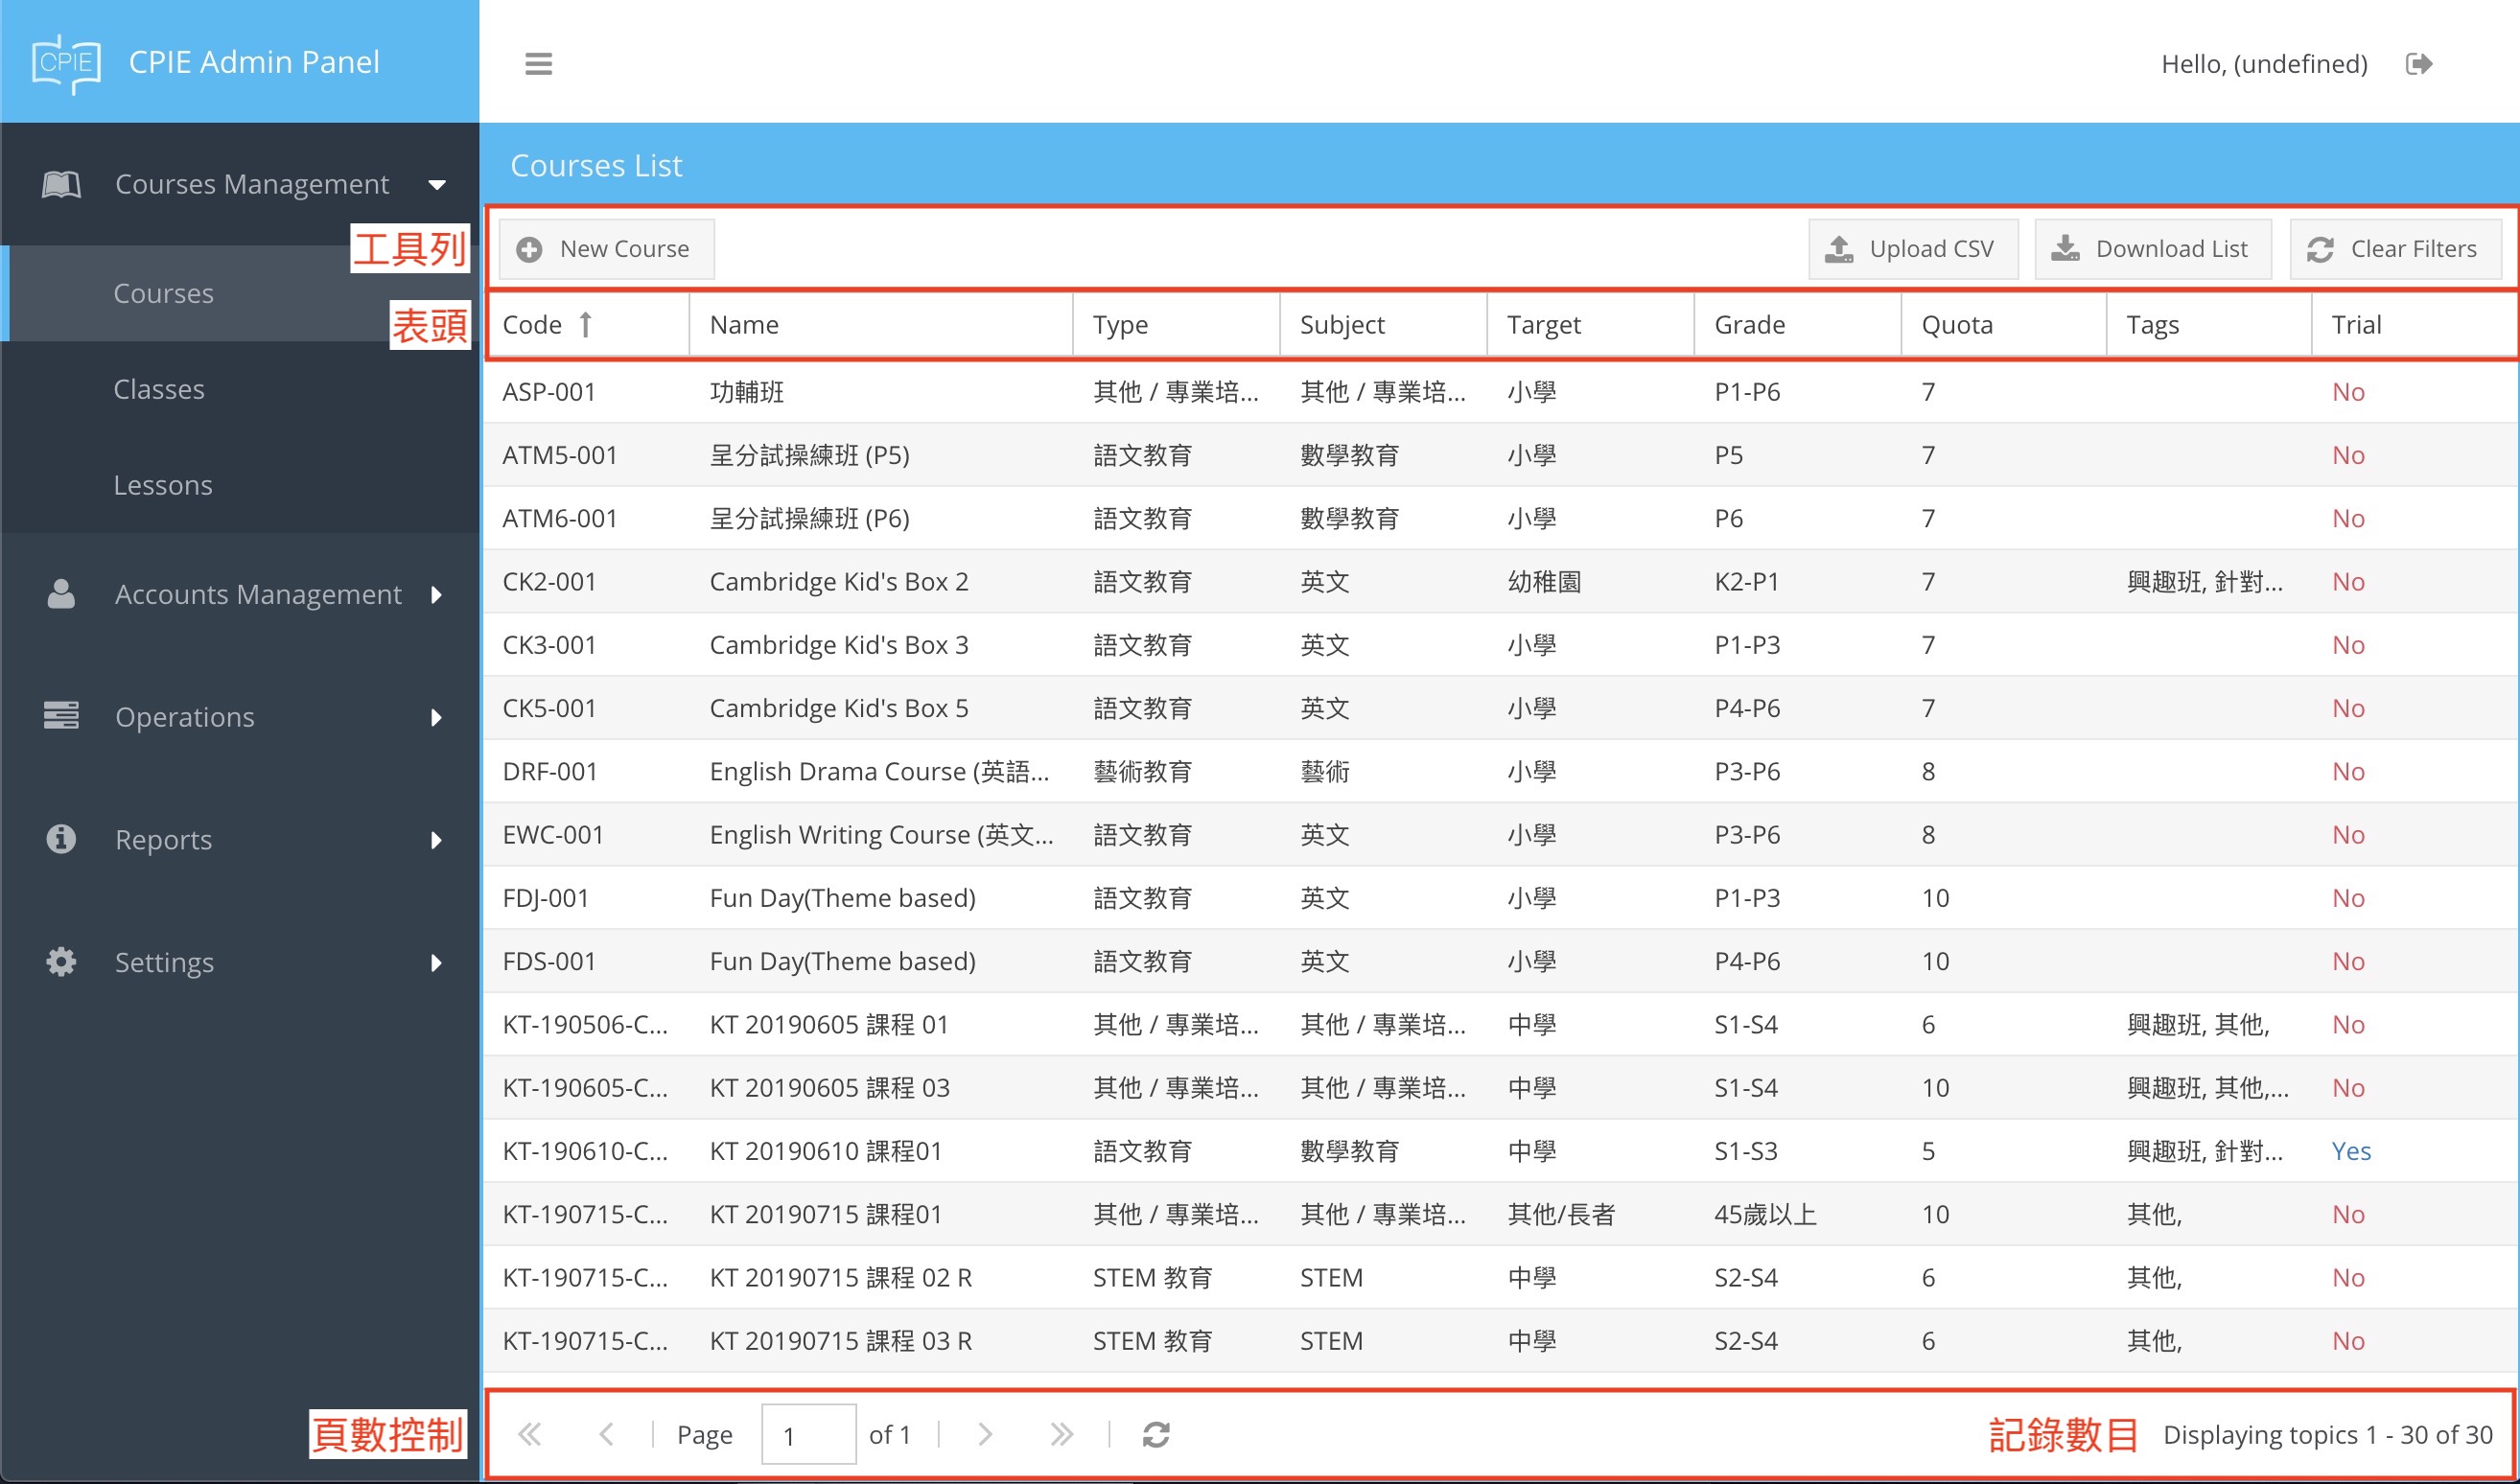 CPIE CPIE Admin Panel
Hello, (undefined)
Courses Management
Courses
Classes
Lessons
Accounts Management
Operations
Reports
Settings
Courses List
工具列
New Course Upload CSV Download List Clear Filters
表頭
Code Name Type Subject Target Grade Quota Tags Trial
ASP-001 功輔班 其他 / 專業培... 其他 / 專業培... 小學 P1-P6 7 No
ATM5-001 呈分試操練班 (P5) 語文教育 數學教育 小學 P5 7 No
ATM6-001 呈分試操練班 (P6) 語文教育 數學教育 小學 P6 7 No
CK2-001 Cambridge Kid's Box 2 語文教育 英文 幼稚園 K2-P1 7 興趣班, 針對... No
CK3-001 Cambridge Kid's Box 3 語文教育 英文 小學 P1-P3 7 No
CK5-001 Cambridge Kid's Box 5 語文教育 英文 小學 P4-P6 7 No
DRF-001 English Drama Course (英語... 藝術教育 藝術 小學 P3-P6 8 No
EWC-001 English Writing Course (英文... 語文教育 英文 小學 P3-P6 8 No
FDJ-001 Fun Day(Theme based) 語文教育 英文 小學 P1-P3 10 No
FDS-001 Fun Day(Theme based) 語文教育 英文 小學 P4-P6 10 No
KT-190506-C... KT 20190605 課程 01 其他 / 專業培... 其他 / 專業培... 中學 S1-S4 6 興趣班, 其他, No
KT-190605-C... KT 20190605 課程 03 其他 / 專業培... 其他 / 專業培... 中學 S1-S4 10 興趣班, 其他,... No
KT-190610-C... KT 20190610 課程01 語文教育 數學教育 中學 S1-S3 5 興趣班, 針對... Yes
KT-190715-C... KT 20190715 課程01 其他 / 專業培... 其他 / 專業培... 其他/長者 45歲以上 10 其他, No
KT-190715-C... KT 20190715 課程 02 R STEM 教育 STEM 中學 S2-S4 6 其他, No
KT-190715-C... KT 20190715 課程 03 R STEM 教育 STEM 中學 S2-S4 6 其他, No
頁數控制
Page 1 of 1 記錄數目 Displaying topics 1 - 30 of 30